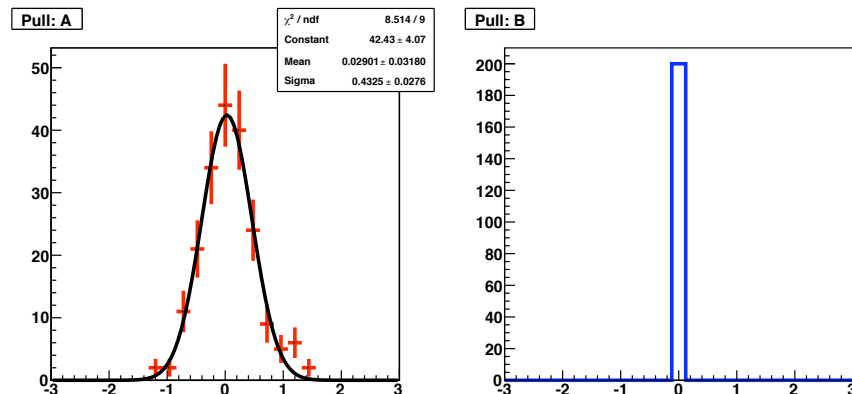 Pull: A
χ² / ndf 8.514 / 9
Constant 42.43 ± 4.07
Mean 0.02901 ± 0.03180
Sigma 0.4325 ± 0.0276
50
40
30
20
10
0
-3 -2 -1 0 1 2 3
Pull: B
200
180
160
140
120
100
80
60
40
20
0
-3 -2 -1 0 1 2 3